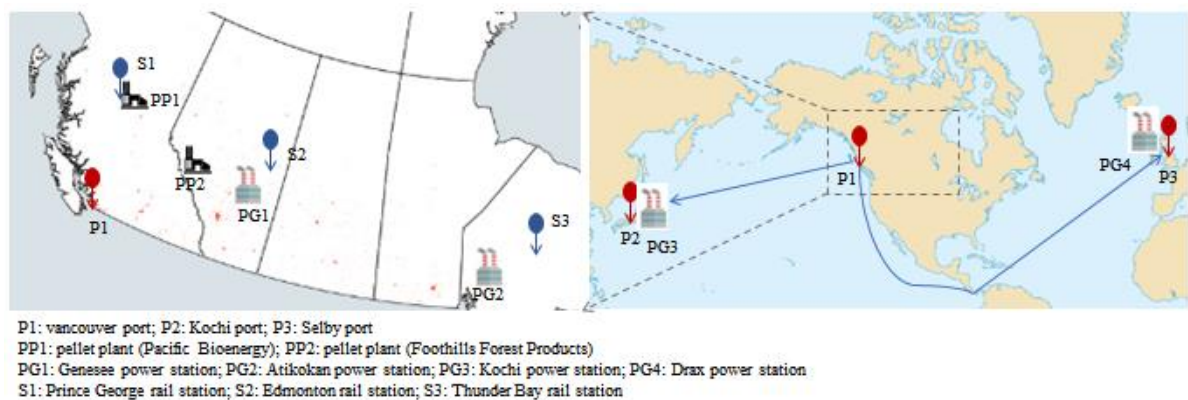 S1
PP1
S2
PP2
PG1
P1
S3
PG2
PG4
P3
P1
P2
PG3
P1: vancouver port; P2: Kochi port; P3: Selby port
PP1: pellet plant (Pacific Bioenergy); PP2: pellet plant (Foothills Forest Products)
PG1: Genesee power station; PG2: Atikokan power station; PG3: Kochi power station; PG4: Drax power station
S1: Prince George rail station; S2: Edmonton rail station; S3: Thunder Bay rail station